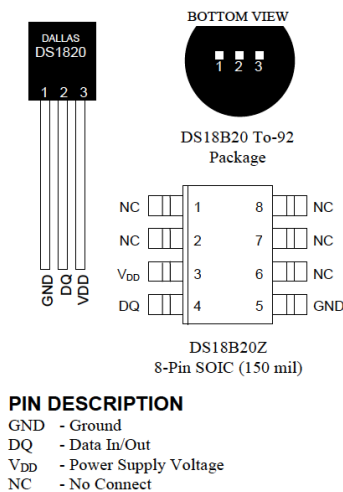 BOTTOM VIEW
DALLAS
DS1820
1 2 3
GND DQ VDD
1 2 3
DS18B20 To-92
Package
NC 1 8 NC
NC 2 7 NC
VDD 3 6 NC
DQ 4 5 GND
DS18B20Z
8-Pin SOIC (150 mil)
PIN DESCRIPTION
GND - Ground
DQ - Data In/Out
VDD - Power Supply Voltage
NC - No Connect